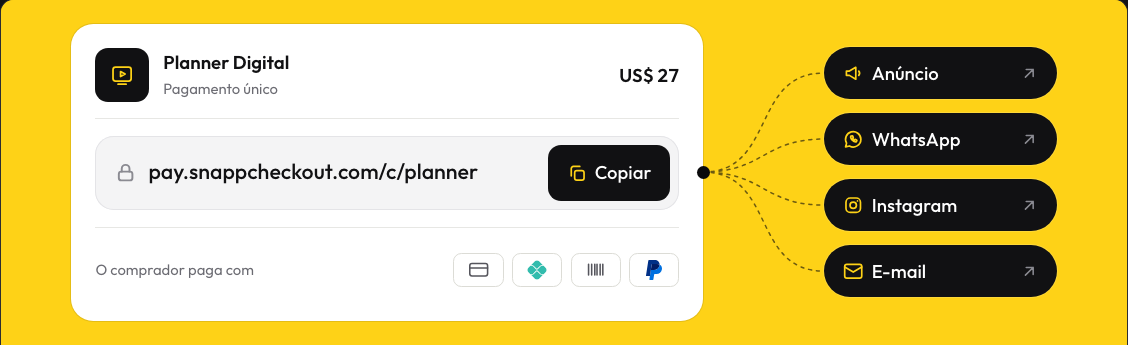 Planner Digital
Pagamento único
US$ 27
pay.snappcheckout.com/c/planner
Copiar
O comprador paga com
Anúncio
WhatsApp
Instagram
E-mail